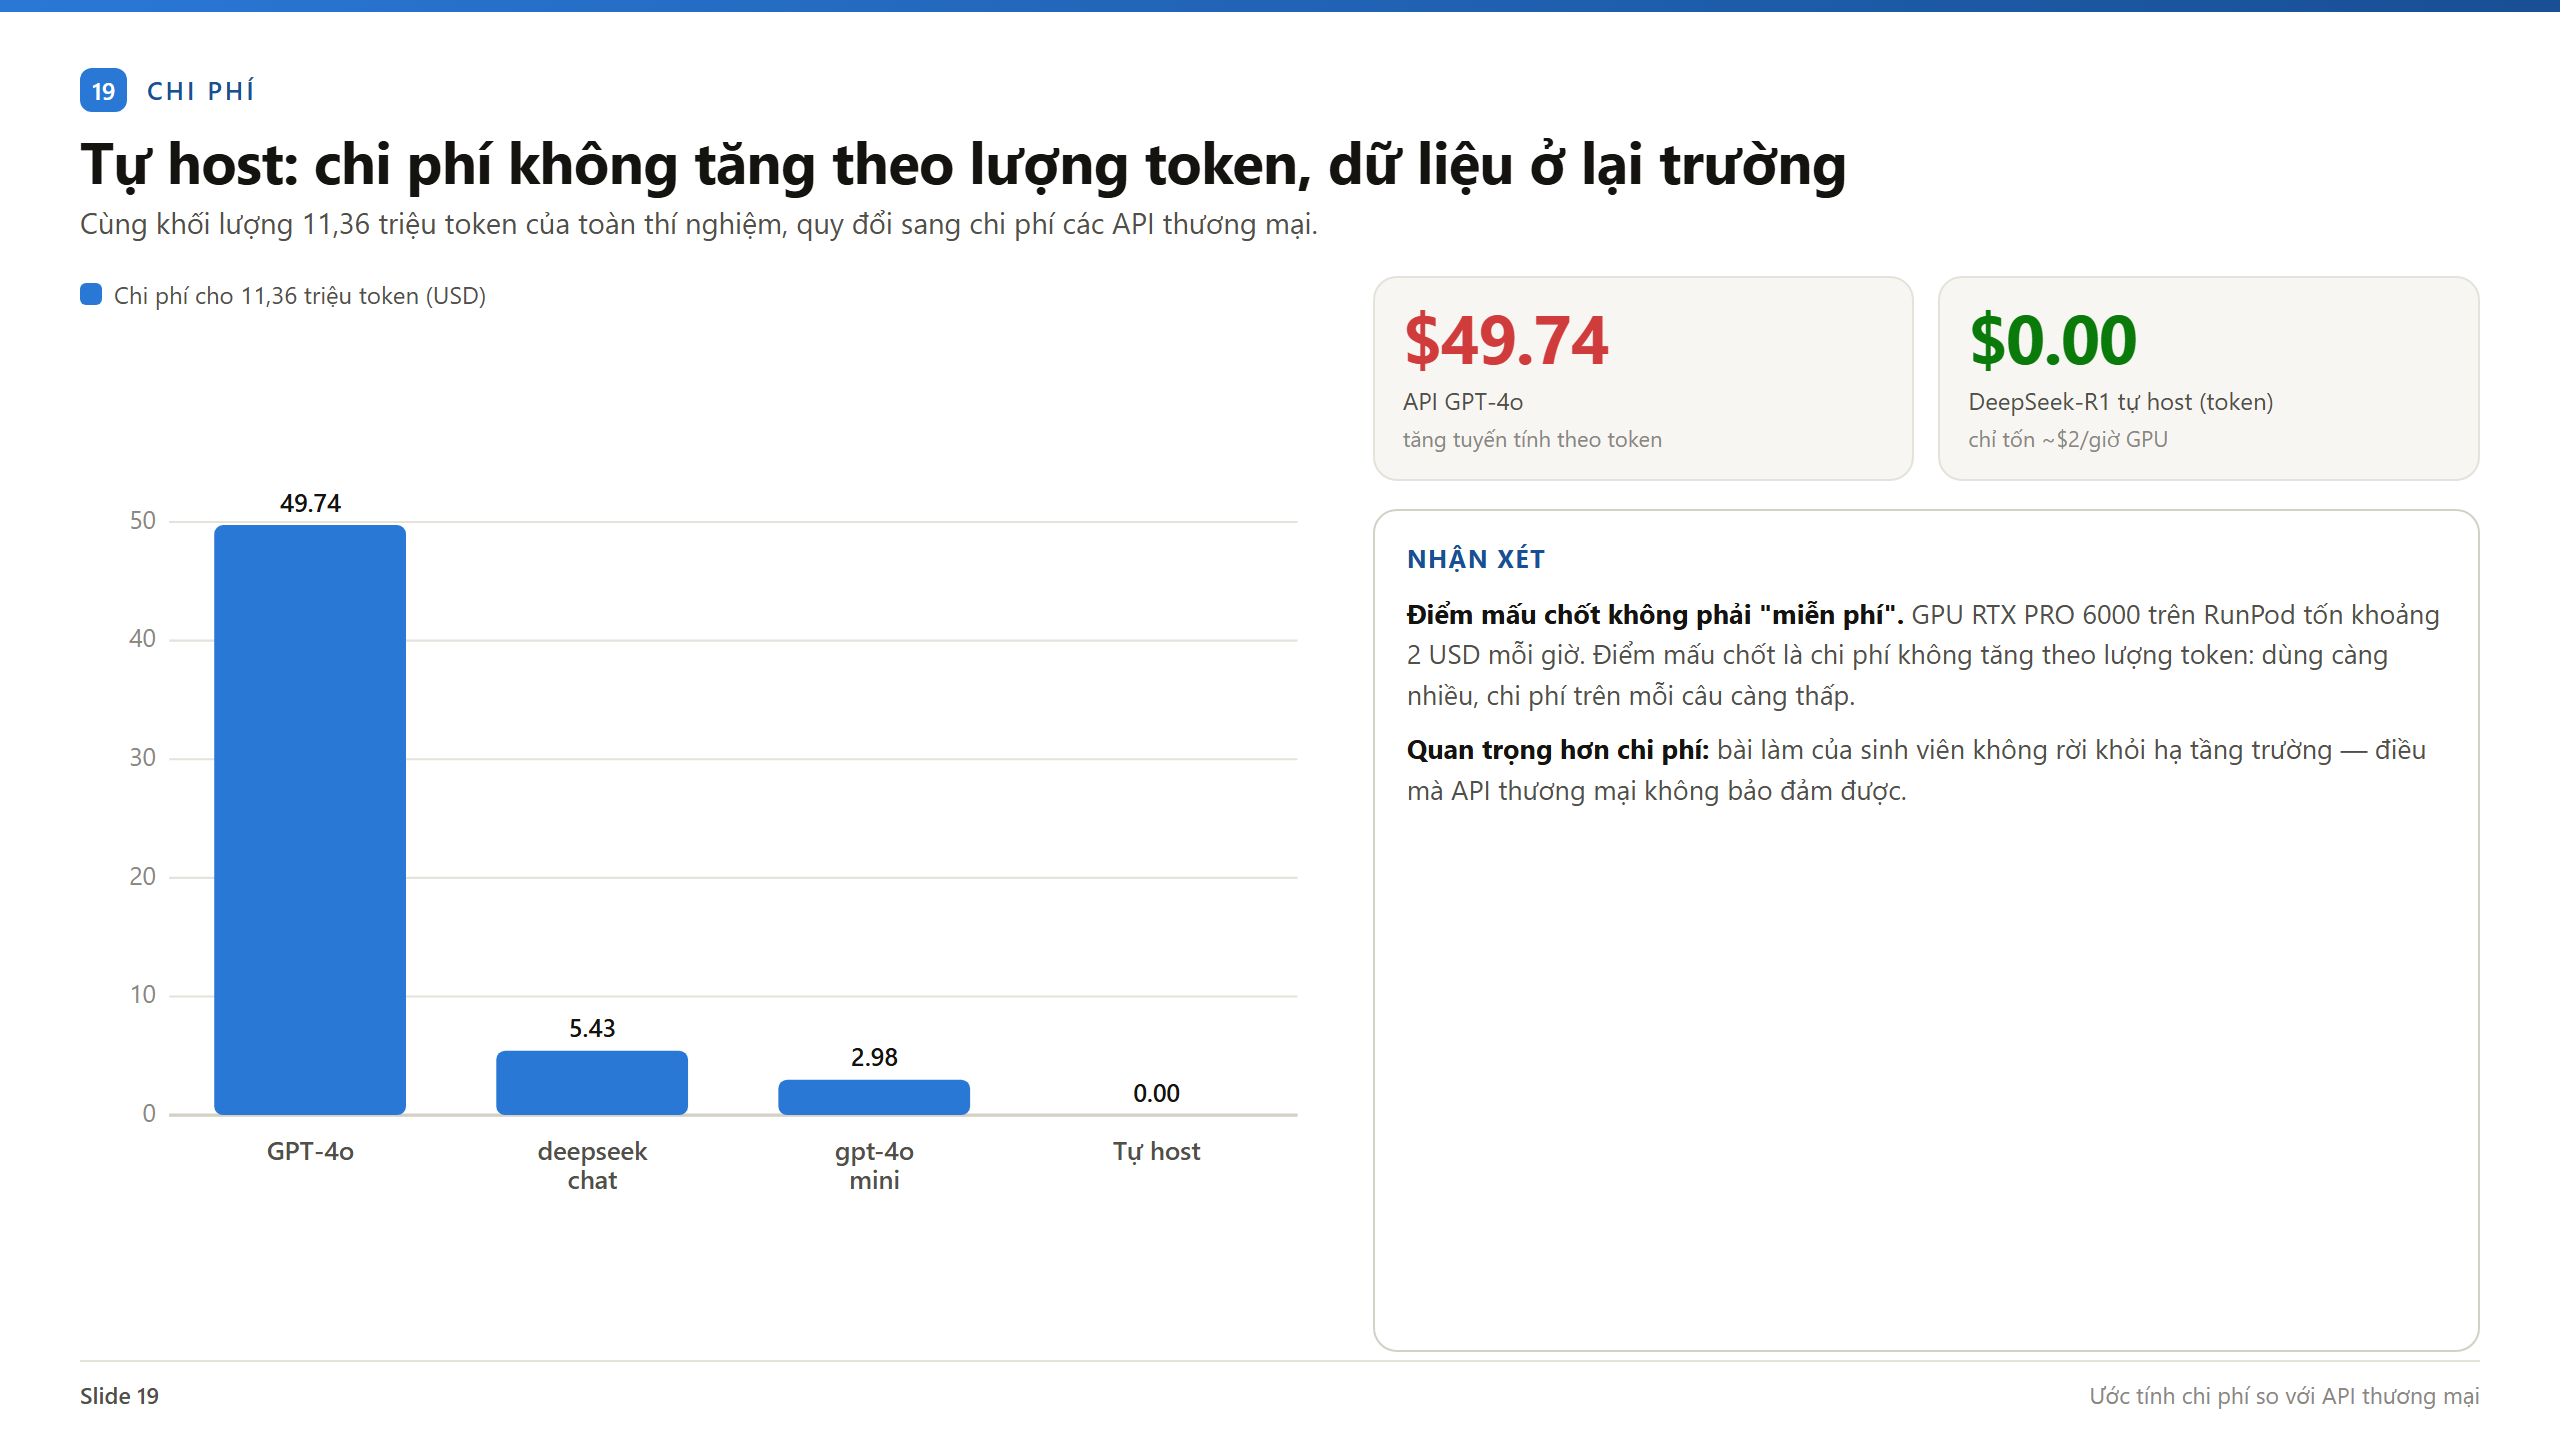 19 CHI PHÍ
Tự host: chi phí không tăng theo lượng token, dữ liệu ở lại trường
Cùng khối lượng 11,36 triệu token của toàn thí nghiệm, quy đổi sang chi phí các API thương mại.
Chi phí cho 11,36 triệu token (USD)
49.74
50
40
30
20
10
0
5.43
2.98
0.00
GPT-4o
deepseek
chat
gpt-4o
mini
Tự host
$49.74
API GPT-4o
tăng tuyến tính theo token
$0.00
DeepSeek-R1 tự host (token)
chỉ tốn ~$2/giờ GPU
NHẬN XÉT
Điểm mấu chốt không phải "miễn phí". GPU RTX PRO 6000 trên RunPod tốn khoảng
2 USD mỗi giờ. Điểm mấu chốt là chi phí không tăng theo lượng token: dùng càng
nhiều, chi phí trên mỗi câu càng thấp.
Quan trọng hơn chi phí: bài làm của sinh viên không rời khỏi hạ tầng trường — điều
mà API thương mại không bảo đảm được.
Slide 19
Ước tính chi phí so với API thương mại